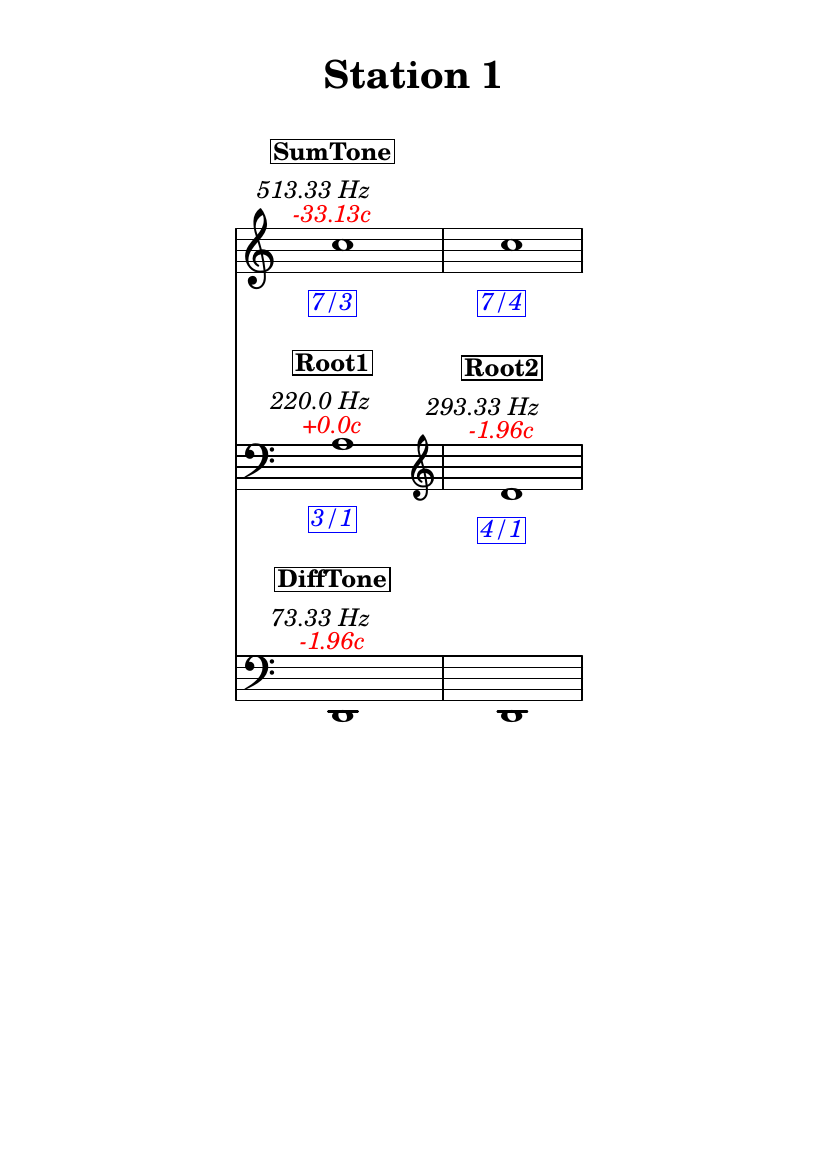 Station 1
SumTone
513.33 Hz
-33.13c
7/3
7/4
Root1
Root2
220.0 Hz
293.33 Hz
+0.0c
-1.96c
3/1
4/1
DiffTone
73.33 Hz
-1.96c